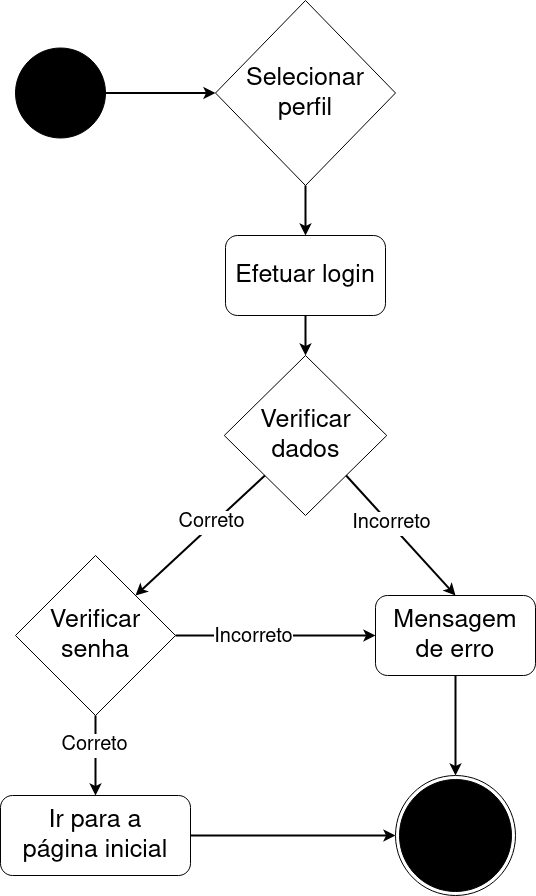 Selecionar
perfil
Efetuar login
Verificar
dados
Correto
Incorreto
Verificar
senha
Incorreto
Mensagem
de erro
Correto
Ir para a
página inicial